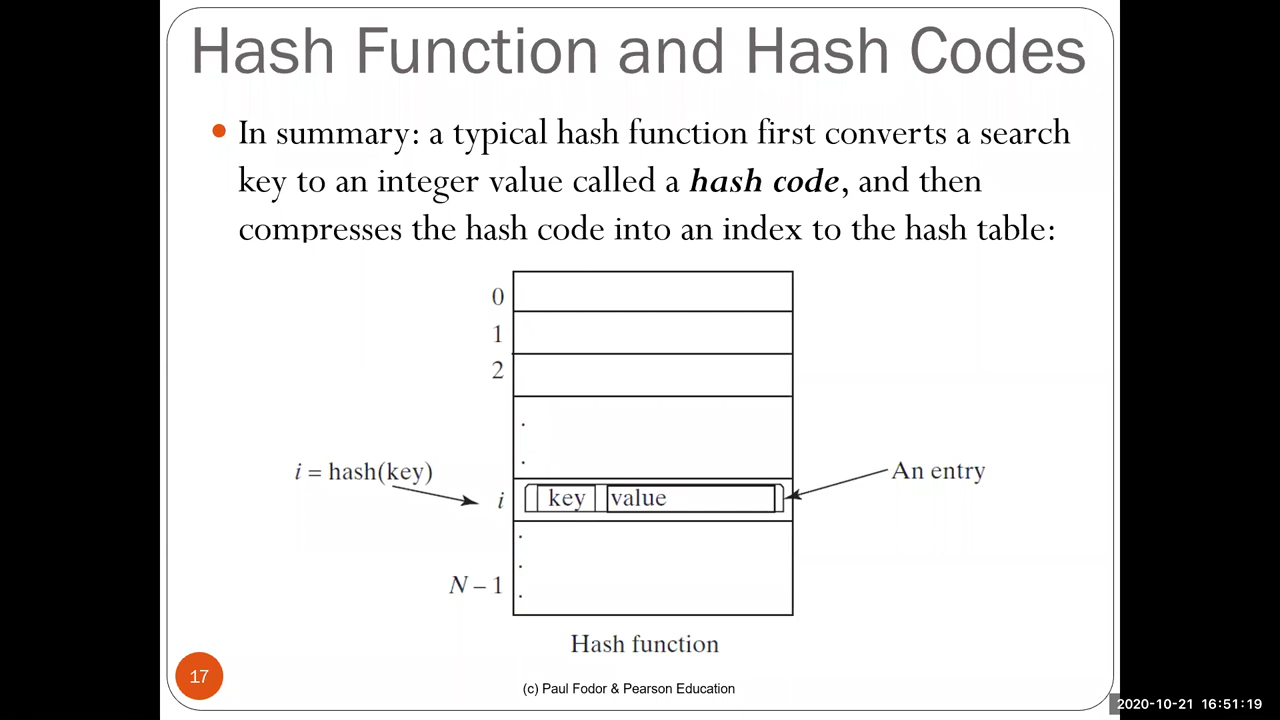 Hash Function and Hash Codes
• In summary: a typical hash function first converts a search
key to an integer value called a hash code, and then
compresses the hash code into an index to the hash table:
0
1
2
.
.
i = hash(key)
An entry
i
key
value
.
.
N – 1
.
Hash function
17
(c) Paul Fodor & Pearson Education
2020-10-21 16:51:19